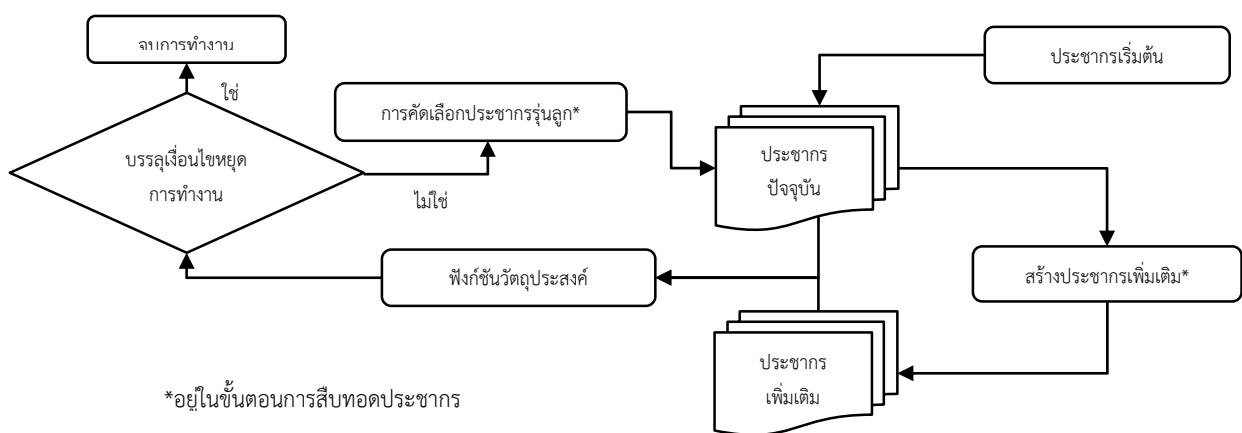 จบการทำงาน
ใช่
บรรลุเงื่อนไขหยุด
การทำงาน
ไม่ใช่
การคัดเลือกประชากรรุ่นลูก*
ประชากรเริ่มต้น
ประชากร
ปัจจุบัน
ฟังก์ชันวัตถุประสงค์
สร้างประชากรเพิ่มเติม*
ประชากร
เพิ่มเติม
*อยู่ในขั้นตอนการสืบทอดประชากร